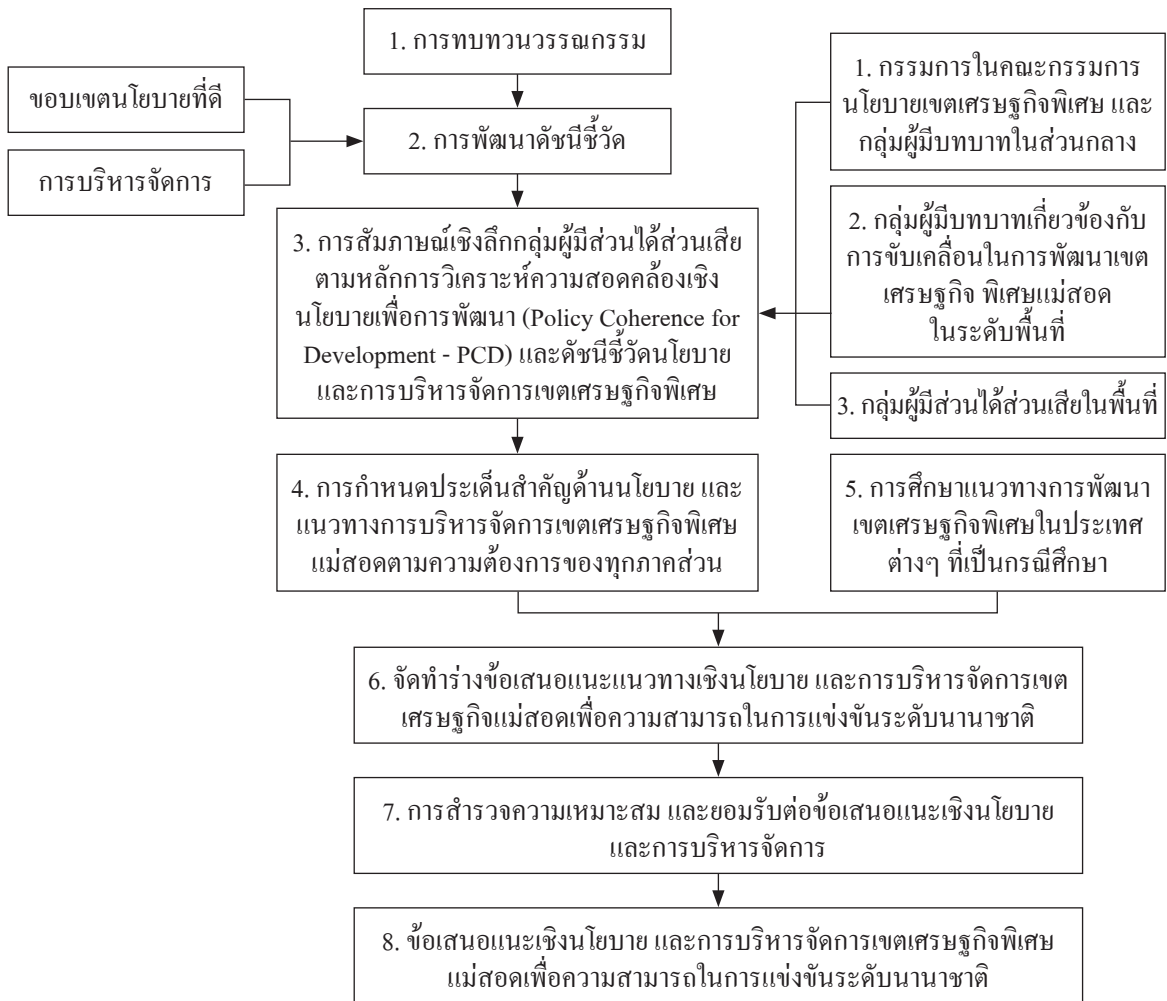 1. การทบทวนวรรณกรรม
ขอบเขตนโยบายที่ดี
การบริหารจัดการ
2. การพัฒนาดัชนีชี้วัด
1. กรรมการในคณะกรรมการ
นโยบายเขตเศรษฐกิจพิเศษ และ
กลุ่มผู้มีบทบาทในส่วนกลาง
2. กลุ่มผู้มีบทบาทเกี่ยวข้องกับ
การขับเคลื่อนในการพัฒนาเขต
เศรษฐกิจ พิเศษแม่สอด
ในระดับพื้นที่
3. กลุ่มผู้มีส่วนได้ส่วนเสียในพื้นที่
3. การสัมภาษณ์เชิงลึกกลุ่มผู้มีส่วนได้ส่วนเสีย
ตามหลักการวิเคราะห์ความสอดคล้องเชิง
นโยบายเพื่อการพัฒนา (Policy Coherence for
Development - PCD) และดัชนีชี้วัดนโยบาย
และการบริหารจัดการเขตเศรษฐกิจพิเศษ
4. การกำหนดประเด็นสำคัญด้านนโยบาย และ
แนวทางการบริหารจัดการเขตเศรษฐกิจพิเศษ
แม่สอดตามความต้องการของทุกภาคส่วน
5. การศึกษาแนวทางการพัฒนา
เขตเศรษฐกิจพิเศษในประเทศ
ต่างๆ ที่เป็นกรณีศึกษา
6. จัดทำร่างข้อเสนอแนะแนวทางเชิงนโยบาย และการบริหารจัดการเขต
เศรษฐกิจแม่สอดเพื่อความสามารถในการแข่งขันระดับนานาชาติ
7. การสำรวจความเหมาะสม และยอมรับต่อข้อเสนอแนะเชิงนโยบาย
และการบริหารจัดการ
8. ข้อเสนอแนะเชิงนโยบาย และการบริหารจัดการเขตเศรษฐกิจพิเศษ
แม่สอดเพื่อความสามารถในการแข่งขันระดับนานาชาติ